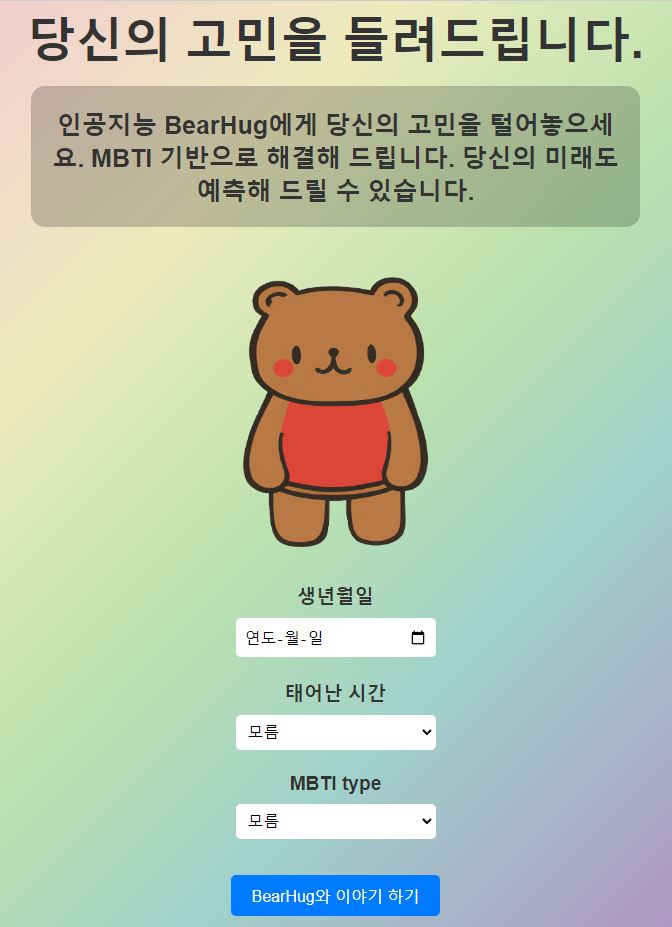 당신의 고민을 들려드립니다.
인공지능 BearHug에게 당신의 고민을 털어놓으세
요. MBTI 기반으로 해결해 드립니다. 당신의 미래도
예측해 드릴 수 있습니다.
생년월일
연도-월-일
태어난 시간
모름
MBTI type
모름
BearHug와 이야기 하기